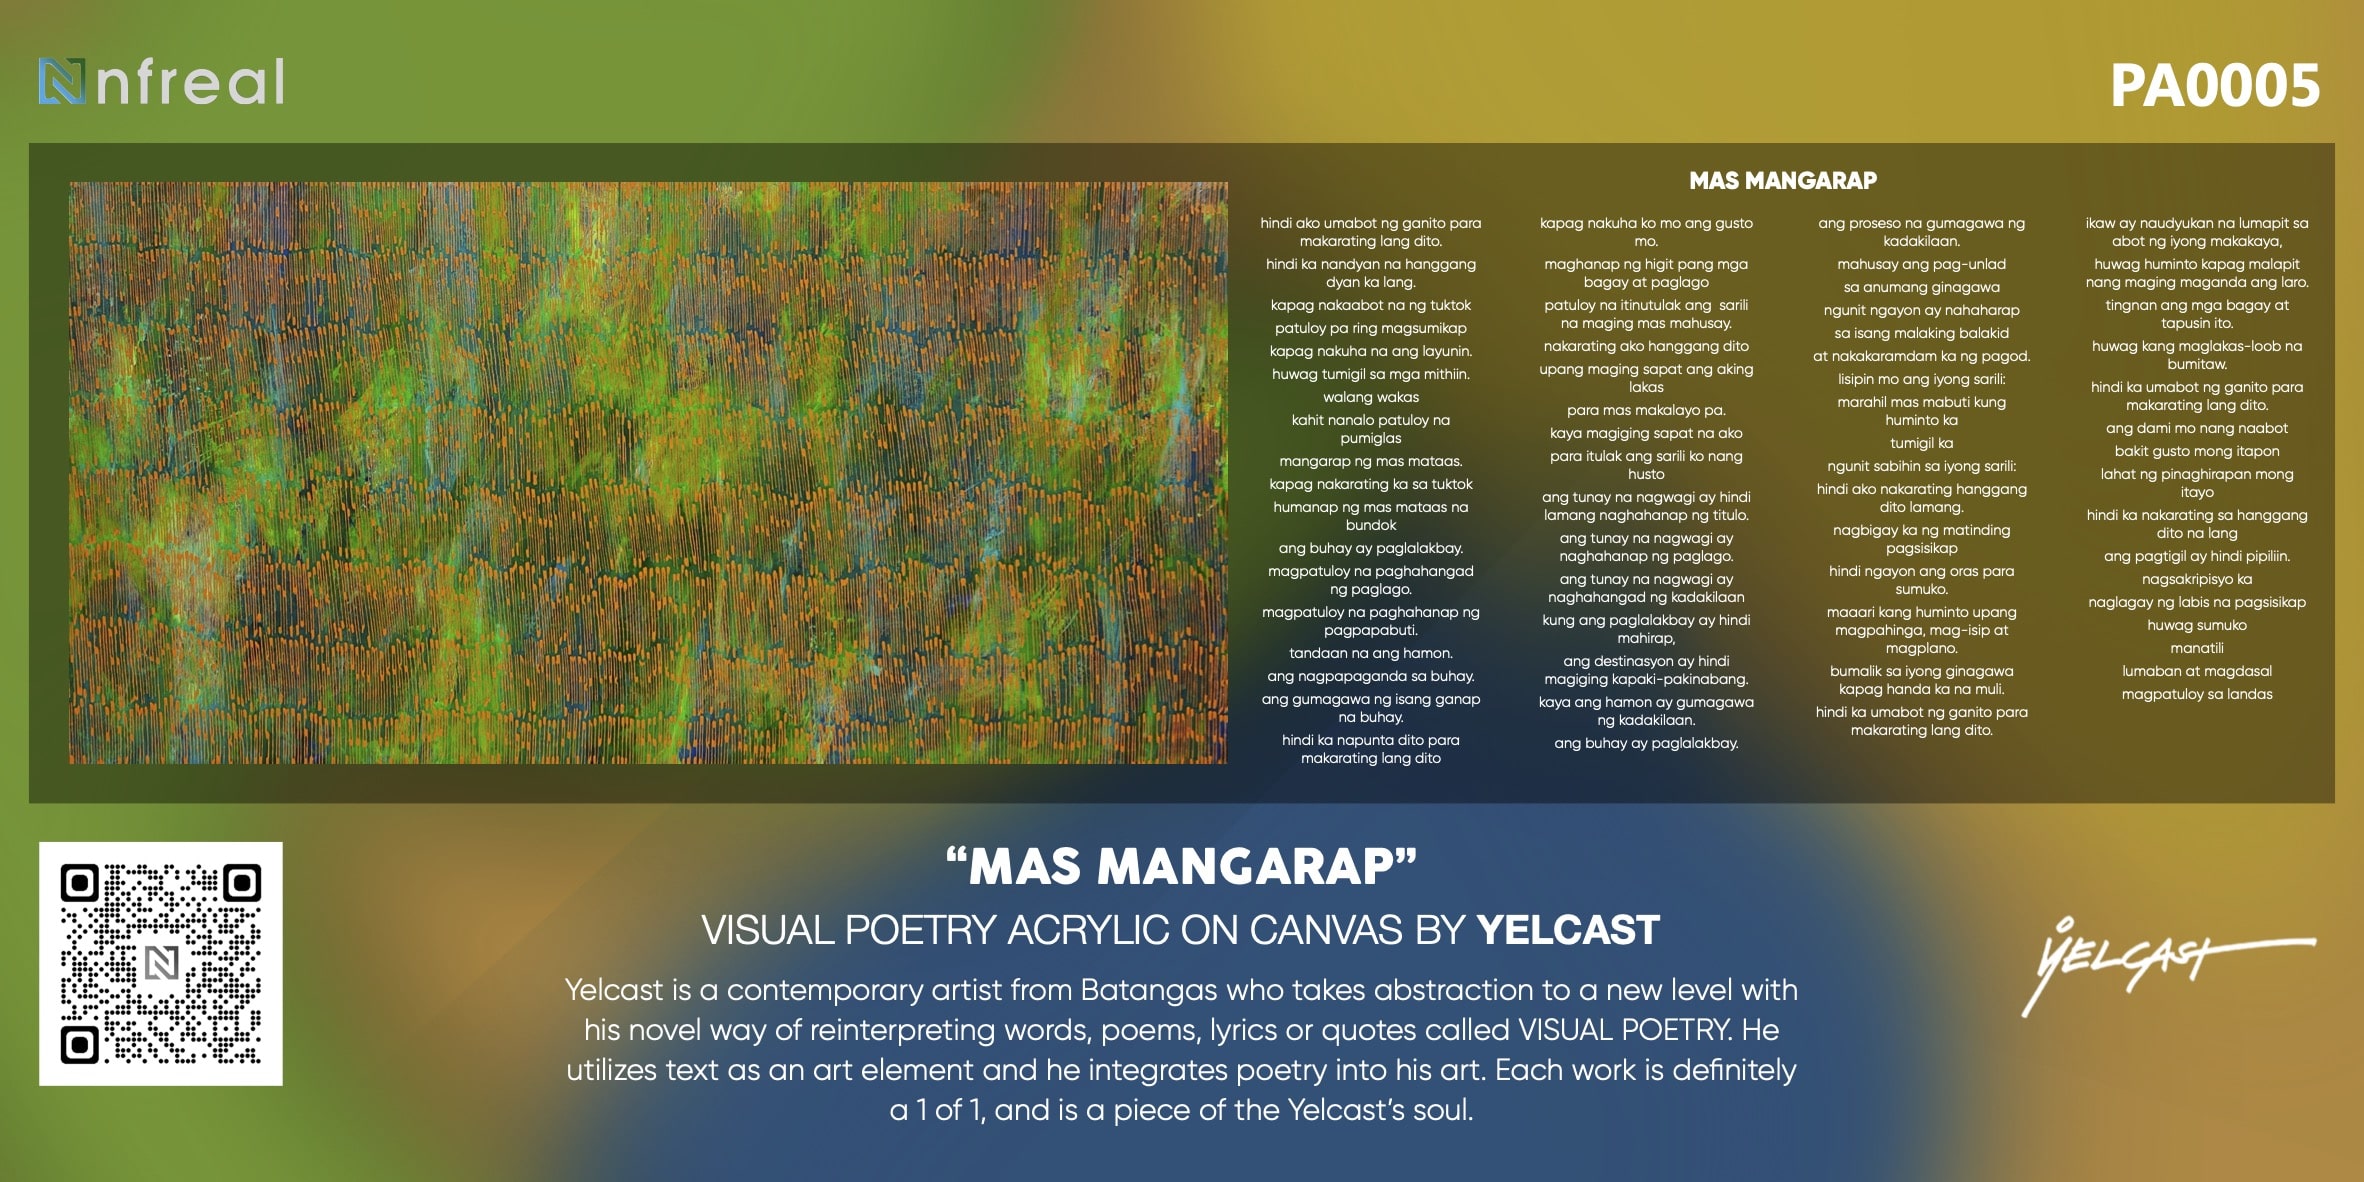 nfreal
PA0005
MAS MANGARAP
hindi ako umabot ng ganito para
makarating lang dito.
hindi ka nandyan na hanggang
dyan ka lang.
kapag nakaabot na ng tuktok
patuloy pa ring magsumikap
kapag nakuha na ang layunin.
huwag tumigil sa mga mithiin.
walang wakas
kahit nanalo patuloy na
pumiglas
mangarap ng mas mataas.
kapag nakarating ka sa tuktok
humanap ng mas mataas na
bundok
ang buhay ay paglalakbay.
magpatuloy na paghahangad
ng paglago.
magpatuloy na paghahanap ng
pagpapabuti.
tandaan na ang hamon.
ang nagpapaganda sa buhay.
ang gumagawa ng isang ganap
na buhay.
hindi ka napunta dito para
makarating lang dito
kapag nakuha ko mo ang gusto
mo.
maghanap ng higit pang mga
bagay at paglago
patuloy na itinutulak ang sarili
na maging mas mahusay.
nakarating ako hanggang dito
upang maging sapat ang aking
lakas
para mas makalayo pa.
kaya magiging sapat na ako
para itulak ang sarili ko nang
husto
ang tunay na nagwagi ay hindi
lamang naghahanap ng titulo.
ang tunay na nagwagi ay
naghahanap ng paglago.
ang tunay na nagwagi ay
naghahangad ng kadakilaan
kung ang paglalakbay ay hindi
mahirap,
ang destinasyon ay hindi
magiging kapaki-pakinabang.
kaya ang hamon ay gumagawa
ng kadakilaan.
ang buhay ay paglalakbay.
ang proseso na gumagawa ng
kadakilaan.
mahusay ang pag-unlad
sa anumang ginagawa
ngunit ngayon ay nahaharap
sa isang malaking balakid
at nakakaramdam ka ng pagod.
lisipin mo ang iyong sarili:
marahil mas mabuti kung
huminto ka
tumigil ka
ngunit sabihin sa iyong sarili:
hindi ako nakarating hanggang
dito lamang.
nagbigay ka ng matinding
pagsisikap
hindi ngayon ang oras para
sumuko.
maaari kang huminto upang
magpahinga, mag-isip at
magplano.
bumalik sa iyong ginagawa
kapag handa ka na muli.
hindi ka umabot ng ganito para
makarating lang dito.
ikaw ay naudyukan na lumapit sa
abot ng iyong makakaya,
huwag huminto kapag malapit
nang maging maganda ang laro.
tingnan ang mga bagay at
tapusin ito.
huwag kang maglakas-loob na
bumitaw.
hindi ka umabot ng ganito para
makarating lang dito.
ang dami mo nang naabot
bakit gusto mong itapon
lahat ng pinaghirapan mong
itayo
hindi ka nakarating sa hanggang
dito na lang
ang pagtigil ay hindi pipiliin.
nagsakripisyo ka
naglagay ng labis na pagsisikap
huwag sumuko
manatili
lumaban at magdasal
magpatuloy sa landas
“MAS MANGARAP”
VISUAL POETRY ACRYLIC ON CANVAS BY YELCAST
Yelcast is a contemporary artist from Batangas who takes abstraction to a new level with
his novel way of reinterpreting words, poems, lyrics or quotes called VISUAL POETRY. He
utilizes text as an art element and he integrates poetry into his art. Each work is definitely
a 1 of 1, and is a piece of the Yelcast’s soul.
YELCAST